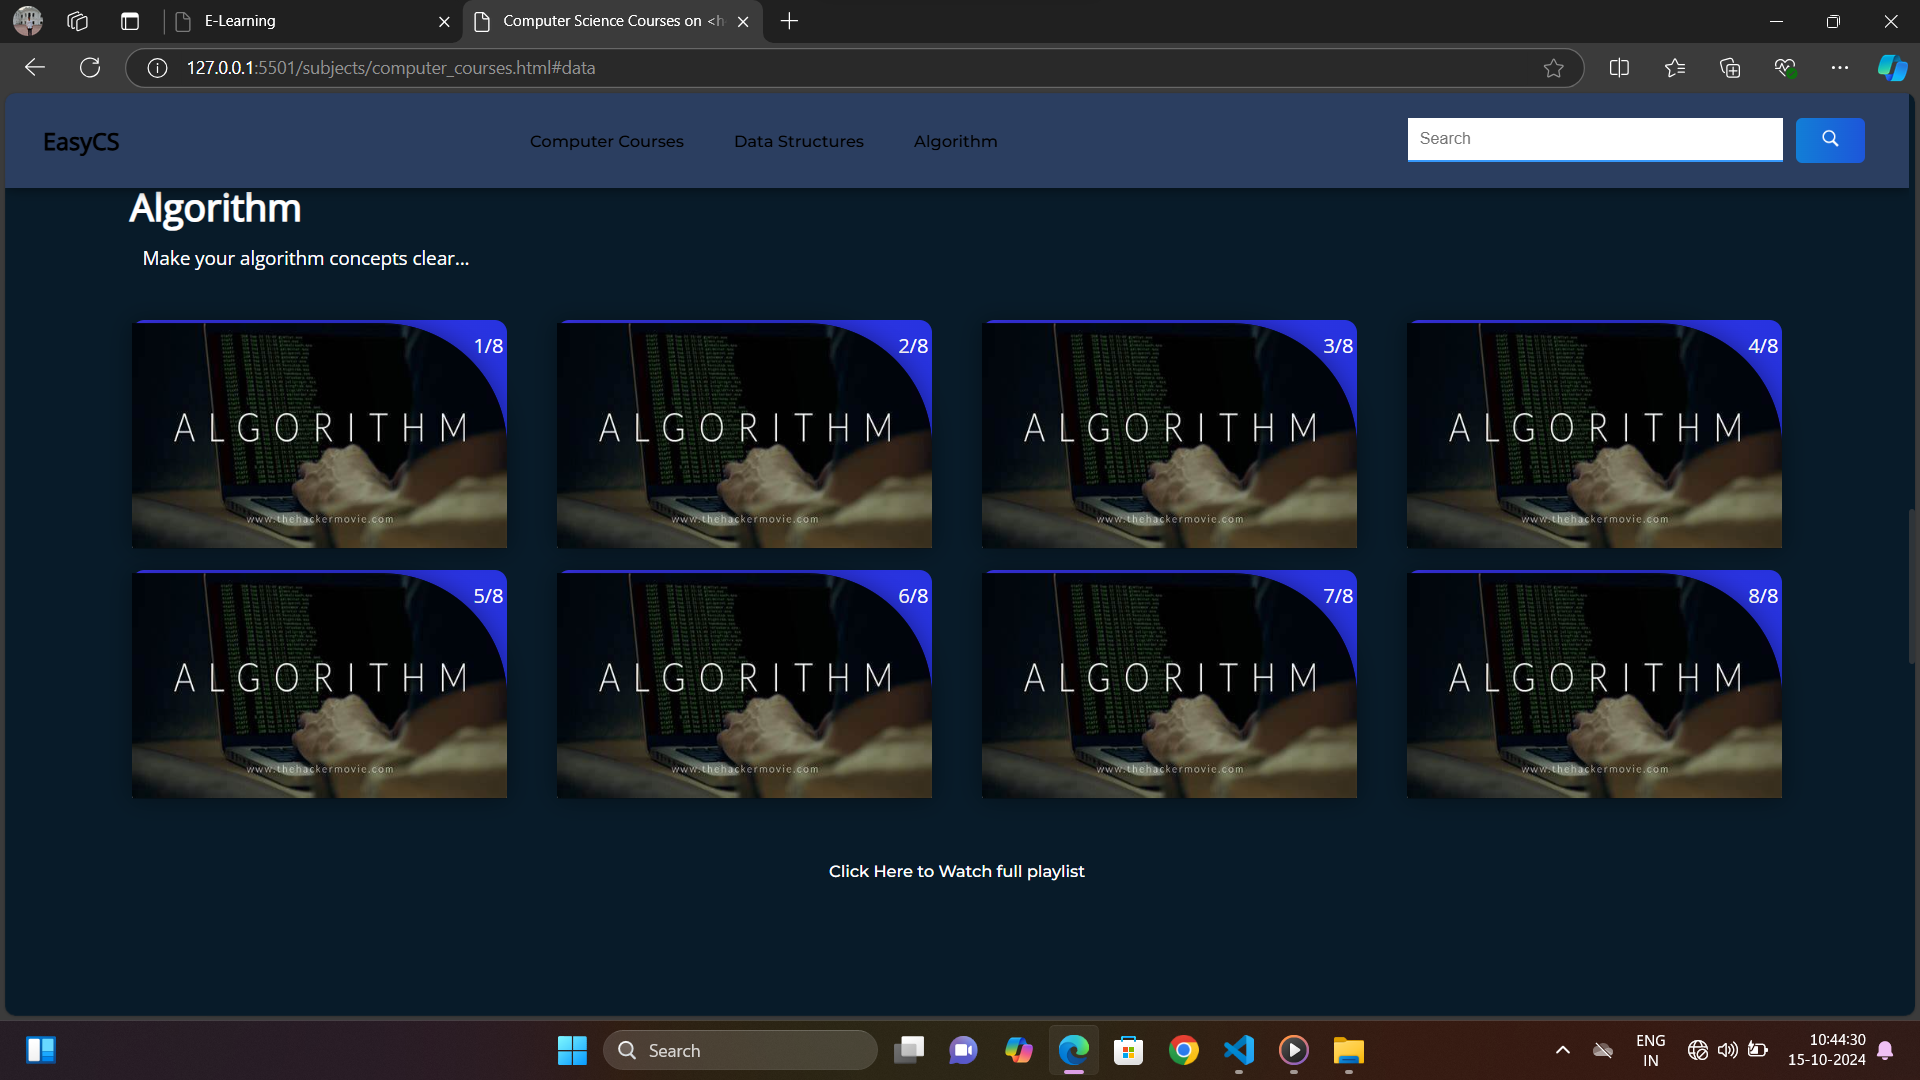 E-Learning
Computer Science Courses on <h
127.0.0.1:5501/subjects/computer_courses.html#data
EasyCS
Computer Courses
Data Structures
Algorithm
Search
Algorithm
Make your algorithm concepts clear...
1/8
2/8
3/8
4/8
ALGORITHM
ALGORITHM
ALGORITHM
ALGORITHM
www.thehackermovie.com
www.thehackermovie.com
www.thehackermovie.com
www.thehackermovie.com
5/8
6/8
7/8
8/8
ALGORITHM
ALGORITHM
ALGORITHM
ALGORITHM
www.thehackermovie.com
www.thehackermovie.com
www.thehackermovie.com
www.thehackermovie.com
Click Here to Watch full playlist
Search
ENG
IN
10:44:30
15-10-2024